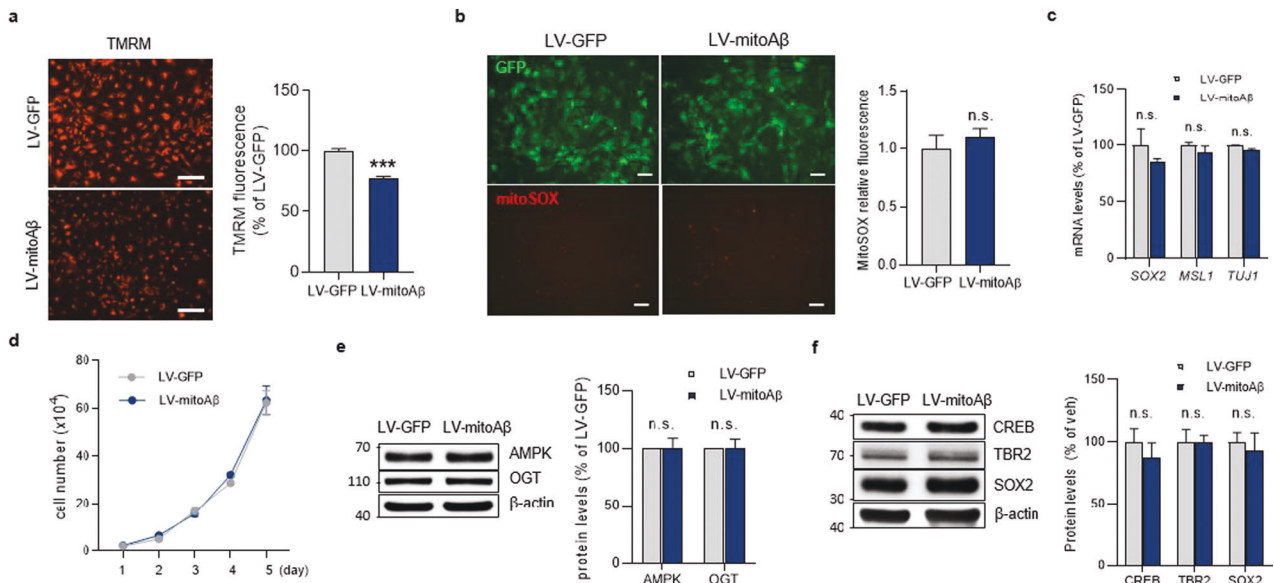 a
TMRM
LV-GFP
LV-mitoAβ
TMRM fluorescence
(% of LV-GFP)
150
100
50
0
***
LV-GFP LV-mitoAβ
b
LV-GFP LV-mitoAβ
GFP
mitoSOX
MitoSOX relative fluorescence
1.5
1.0
0.5
0.0
n.s.
LV-GFP LV-mitoAβ
c
LV-GFP
LV-mitoAβ
mRNA levels (% of LV-GFP)
150
100
50
0
n.s. n.s. n.s.
SOX2 MSL1 TUJ1
d
LV-GFP
LV-mitoAβ
cell number (x10⁻⁴)
80
60
40
20
0
1 2 3 4 5 (day)
e
LV-GFP LV-mitoAβ
70
110
40
AMPK
OGT
β-actin
LV-GFP
LV-mitoAβ
protein levels (% of LV-GFP)
150
100
50
0
n.s. n.s.
AMPK OGT
f
LV-GFP LV-mitoAβ
40
70
30
40
CREB
TBR2
SOX2
β-actin
LV-GFP
LV-mitoAβ
Protein levels (% of veh)
150
100
50
0
n.s. n.s. n.s.
CREB TBR2 SOX2